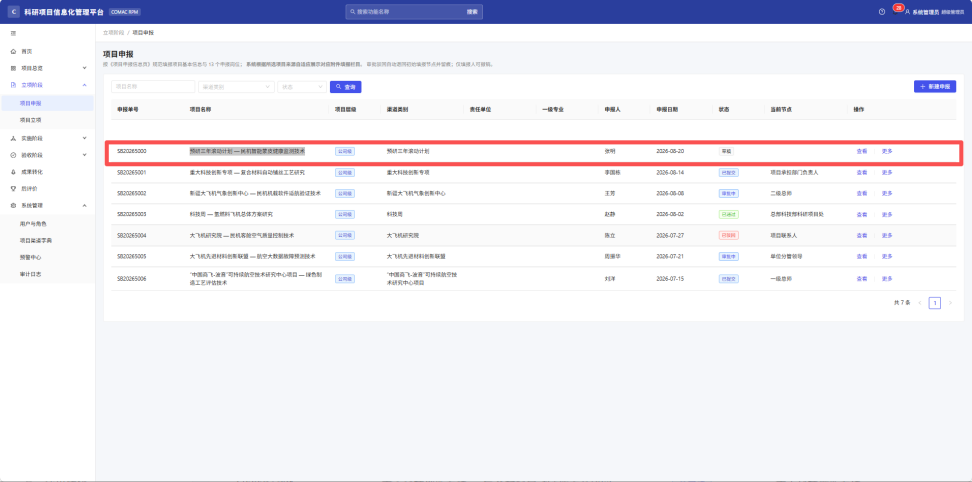 C 科研项目信息化管理平台 COMAC RPM
搜索功能名称 搜索
28 系统管理员 超级管理员
首页
项目总览
立项阶段
项目申报
项目立项
实施阶段
验收阶段
成果转化
后评价
系统管理
用户与角色
项目渠道字典
预警中心
审计日志
立项阶段 / 项目申报
项目申报
项目名称 渠道类别 状态 查询
+ 新建申报
申报单号 项目名称 项目层级 渠道类别 责任单位 一级专业 申报人 申报日期 状态 当前节点 操作
SB20265000 预研三年滚动计划 — 民机智能蒙皮健康监测技术 公司级 预研三年滚动计划 张明 2026-08-20 草稿 查看 更多
SB20265001 重大科技创新专项 — 复合材料自动铺丝工艺研究 公司级 重大科技创新专项 李国栋 2026-08-14 已提交 项目承担部门负责人 查看 更多
SB20265002 新疆大飞机气象创新中心 — 民机机载软件适航验证技术 公司级 新疆大飞机气象创新中心 王芳 2026-08-08 审批中 二级总师 查看 更多
SB20265003 科技周 — 宽体飞机总体方案研究 公司级 科技周 赵静 2026-08-02 已通过 总部科技部科研项目处 查看 更多
SB20265004 大飞机研究院 — 民机客舱空气质量控制技术 公司级 大飞机研究院 陈立 2026-07-27 已驳回 项目联系人 查看 更多
SB20265005 大飞机先进材料创新联盟 — 航空大数据故障预测技术 公司级 大飞机先进材料创新联盟 周振华 2026-07-21 审批中 单位分管领导 查看 更多
SB20265006 "中国商飞-波音"可持续航空技术研究中心项目 — 绿色制造工艺评估技术 公司级 "中国商飞-波音"可持续航空技术研究中心项目 刘洋 2026-07-15 已提交 一级总师 查看 更多
共 7 条 < 1 >